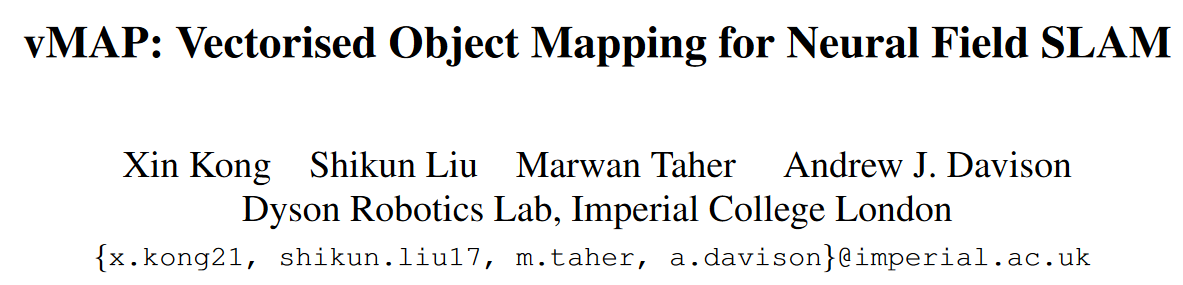 vMAP: Vectorised Object Mapping for Neural Field SLAM
Xin Kong Shikun Liu Marwan Taher Andrew J. Davison
Dyson Robotics Lab, Imperial College London
{x.kong21, shikun.liu17, m.taher, a.davison}@imperial.ac.uk